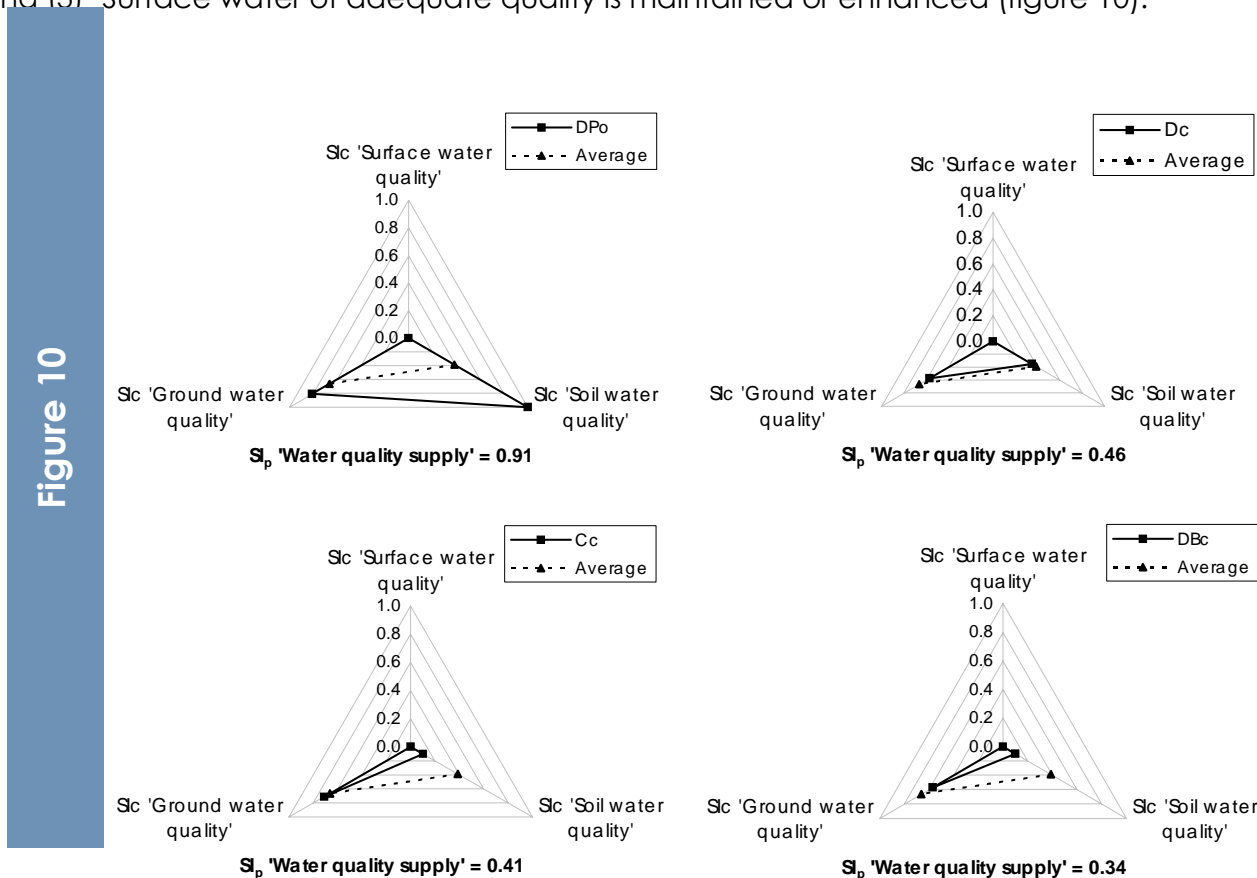 (3) Surface water of adequate quality is maintained or enhanced (figure 10).
Figure 10
DPo
Average
SIc 'Surface water
quality'
1.0
0.8
0.6
0.4
0.2
0.0
SIc 'Ground water
quality'
SIc 'Soil water
quality'
SIp 'Water quality supply' = 0.91
Dc
Average
SIc 'Surface water
quality'
1.0
0.8
0.6
0.4
0.2
0.0
SIc 'Ground water
quality'
SIc 'Soil water
quality'
SIp 'Water quality supply' = 0.46
Cc
Average
SIc 'Surface water
quality'
1.0
0.8
0.6
0.4
0.2
0.0
SIc 'Ground water
quality'
SIc 'Soil water
quality'
SIp 'Water quality supply' = 0.41
DBc
Average
SIc 'Surface water
quality'
1.0
0.8
0.6
0.4
0.2
0.0
SIc 'Ground water
quality'
SIc 'Soil water
quality'
SIp 'Water quality supply' = 0.34